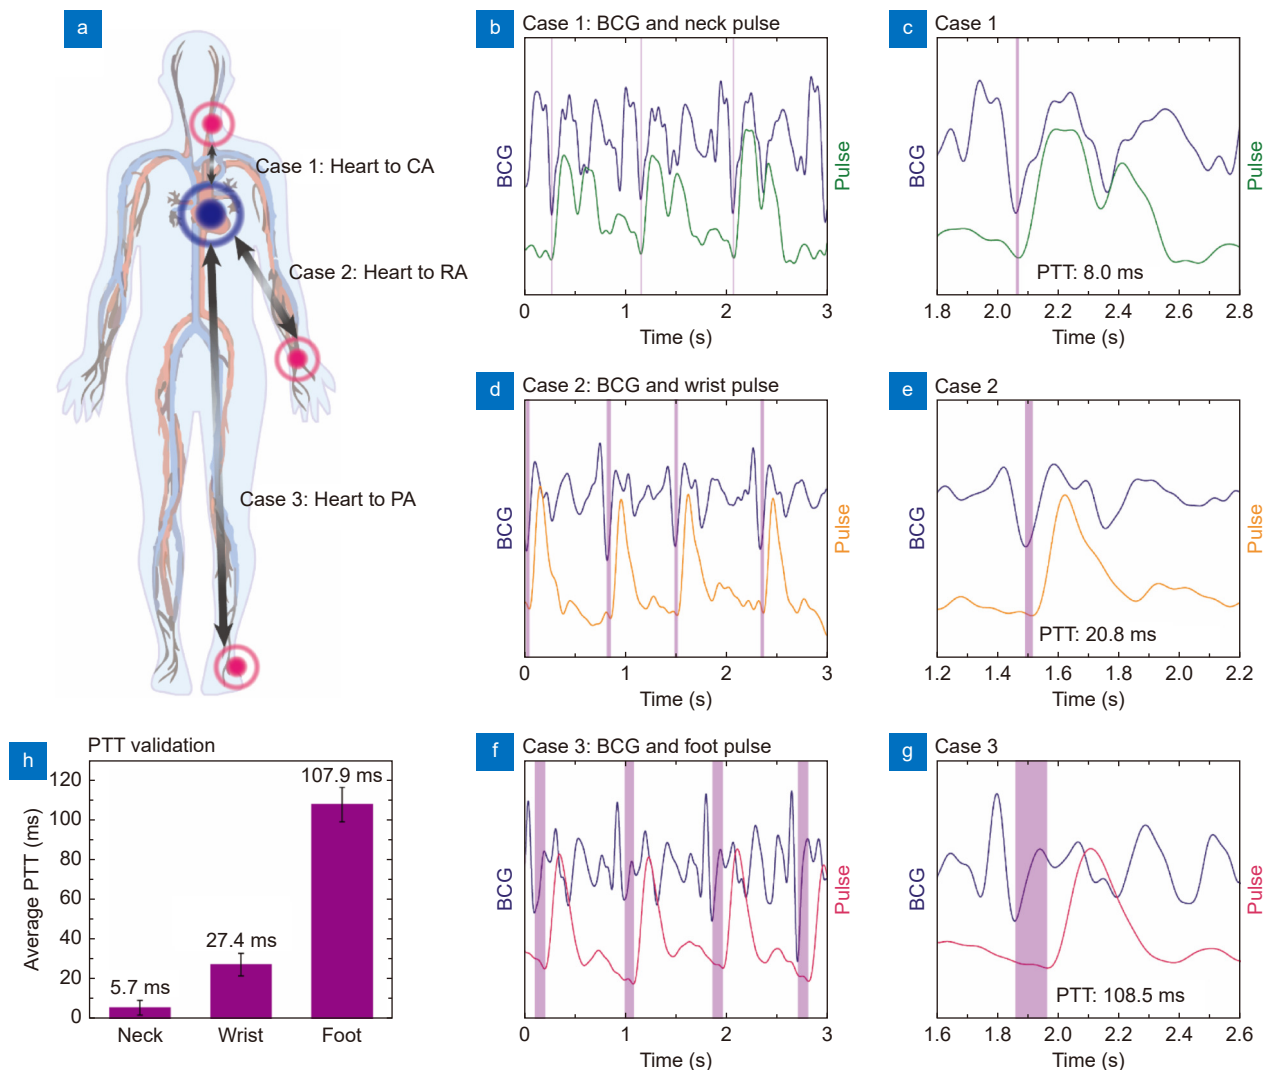 a
Case 1: Heart to CA
Case 2: Heart to RA
Case 3: Heart to PA
b
Case 1: BCG and neck pulse
BCG
Pulse
0 1 2 3
Time (s)
c
Case 1
BCG
Pulse
PTT: 8.0 ms
1.8 2.0 2.2 2.4 2.6 2.8
Time (s)
d
Case 2: BCG and wrist pulse
BCG
Pulse
0 1 2 3
Time (s)
e
Case 2
BCG
Pulse
PTT: 20.8 ms
1.2 1.4 1.6 1.8 2.0 2.2
Time (s)
f
Case 3: BCG and foot pulse
BCG
Pulse
0 1 2 3
Time (s)
g
Case 3
BCG
Pulse
PTT: 108.5 ms
1.6 1.8 2.0 2.2 2.4 2.6
Time (s)
h
PTT validation
Average PTT (ms)
120
100
80
60
40
20
0
107.9 ms
27.4 ms
5.7 ms
Neck Wrist Foot